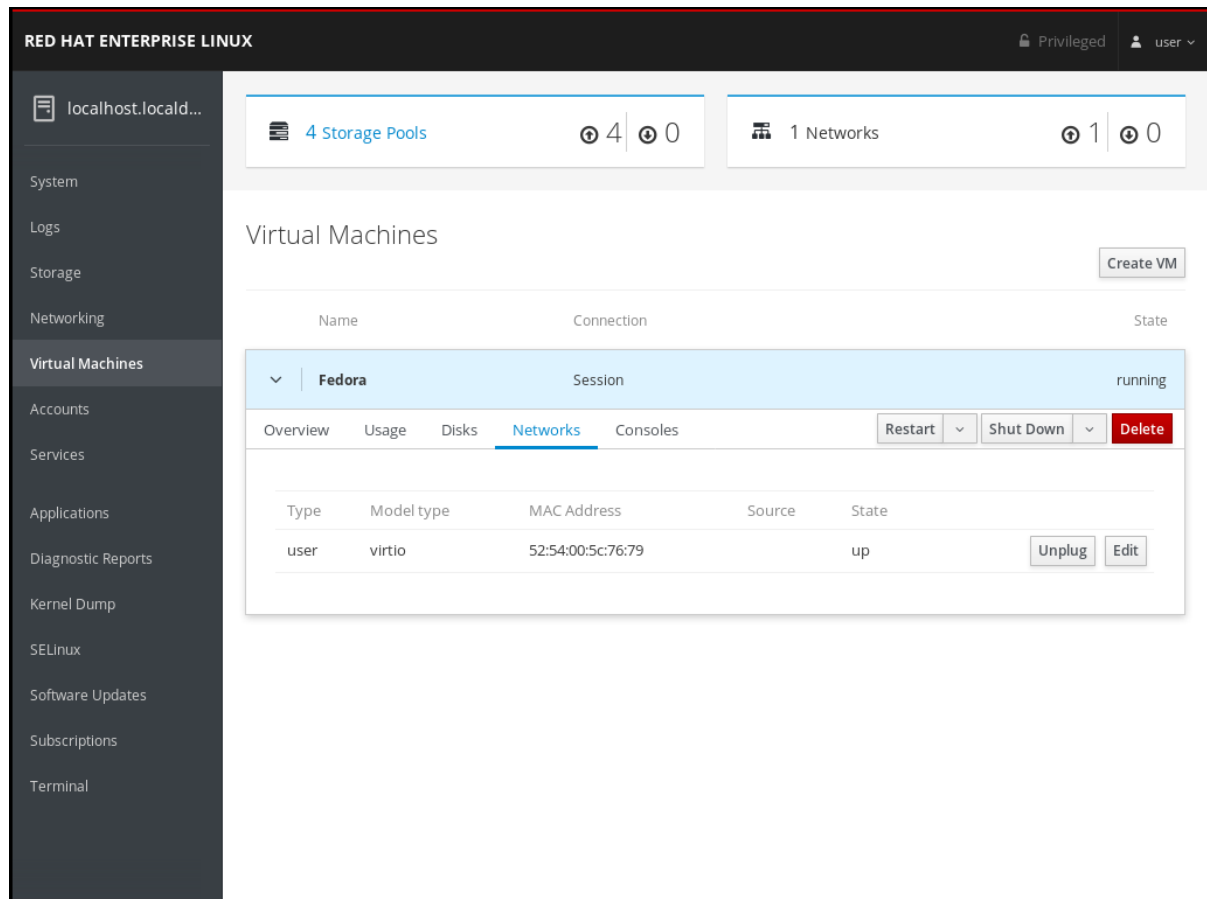 RED HAT ENTERPRISE LINUX
Privileged
user
localhost.locald...
4 Storage Pools
4
0
1 Networks
1
0
System
Logs
Storage
Networking
Virtual Machines
Accounts
Services
Applications
Diagnostic Reports
Kernel Dump
SELinux
Software Updates
Subscriptions
Terminal
Virtual Machines
Create VM
Name Connection State
Fedora Session running
Overview Usage Disks Networks Consoles Restart Shut Down Delete
Type Model type MAC Address Source State
user virtio 52:54:00:5c:76:79 up Unplug Edit